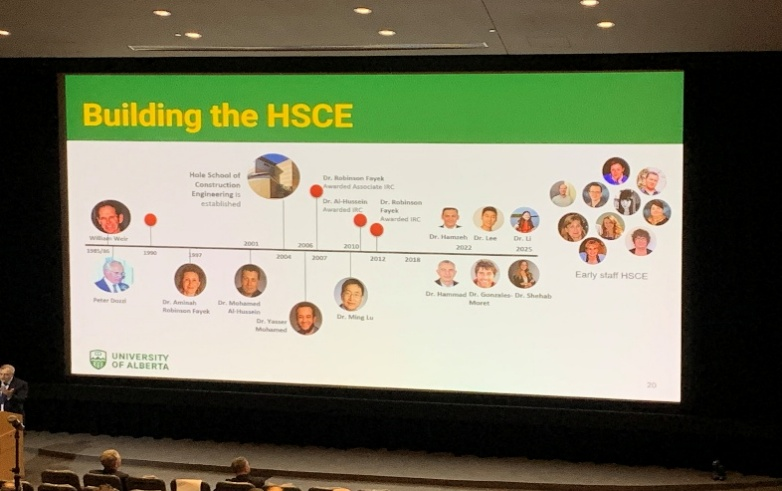 Building the HSCE
Hole School of
Construction
Engineering is
established
Dr. Robinson Fayek
Awarded Associate IRC
Dr. Al-Hussein
Awarded IRC
Dr. Robinson
Fayek
Awarded IRC
William Weir
Dr. Hamzeh
Dr. Lee
Dr. Li
1990
1997
2001
2004
2006
2007
2010
2012
2018
2022
2025
Early staff HSCE
Peter Dozzi
Dr. Aminah
Robinson Fayek
Dr. Mohamed
Al-Hussein
Dr. Yasser
Mohamed
Dr. Ming Lu
Dr. Hammad
Dr. Gonzalez-
Moret
Dr. Shehab
UNIVERSITY
OF ALBERTA
20